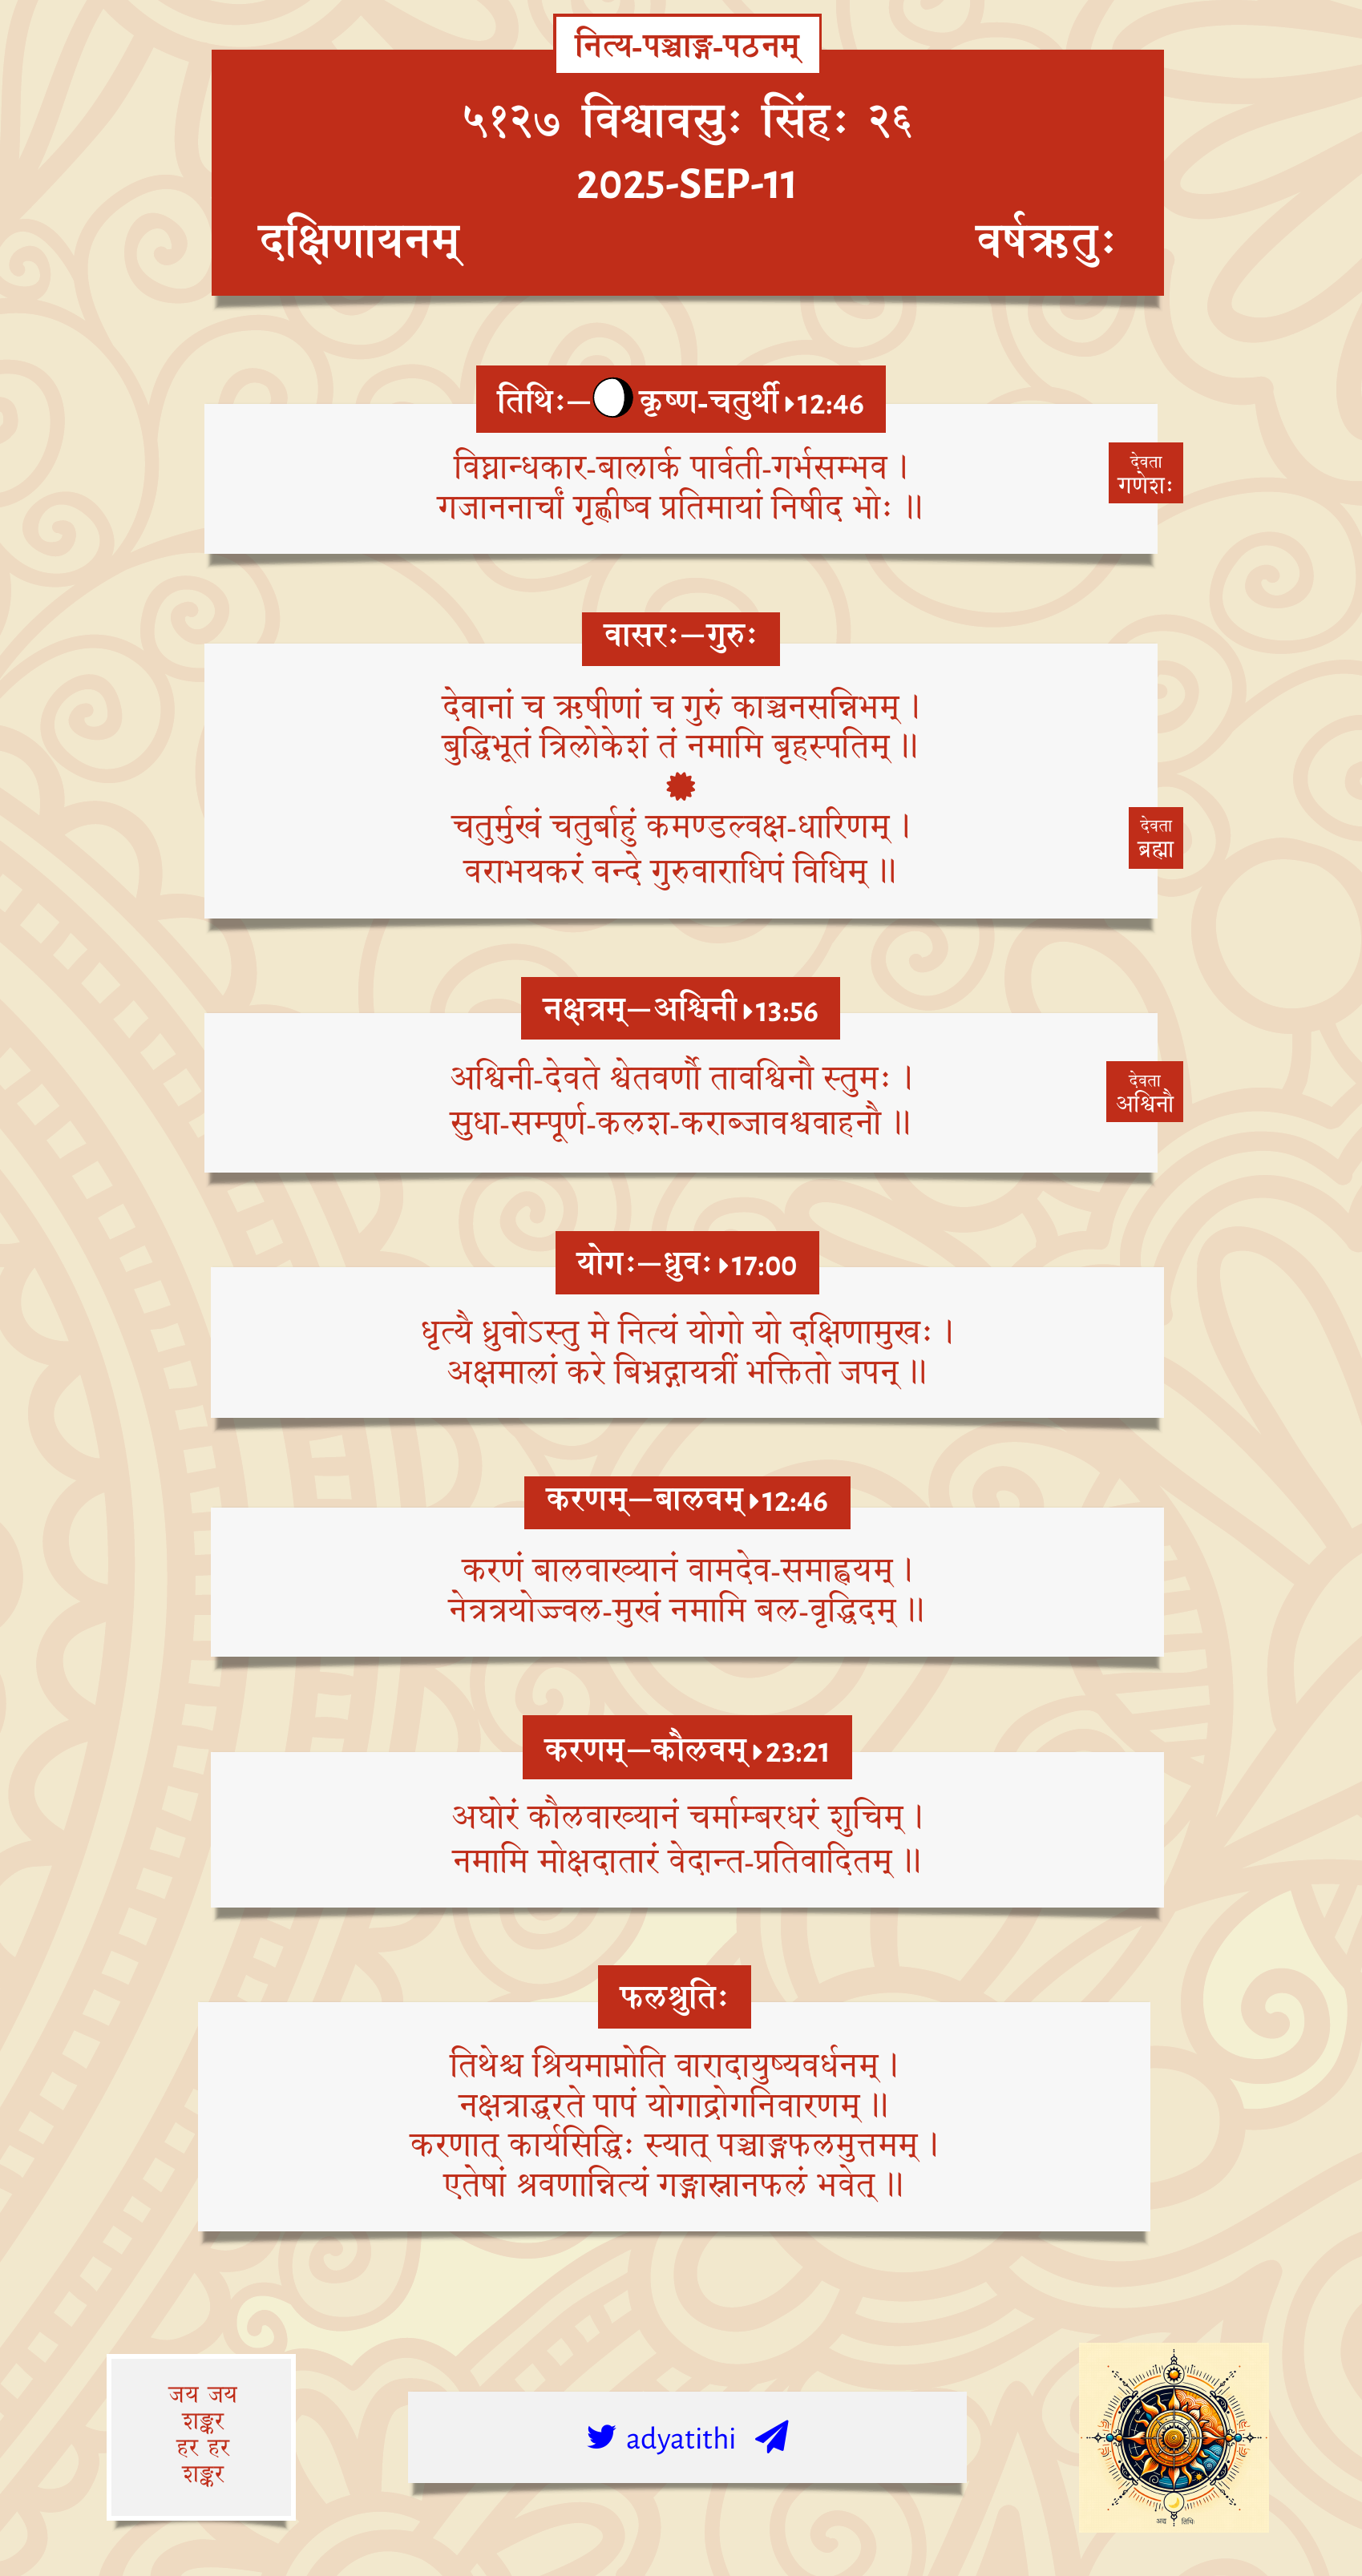 नित्य-पञ्चाङ्ग-पठनम्
५१२७ विश्वावसुः सिंहः २६
2025-SEP-11
दक्षिणायनम्
वर्षऋतुः
तिथिः—कृष्ण-चतुर्थी▸12:46
विघ्नान्धकार-बालार्क पार्वती-गर्भसम्भव ।
गजाननार्चां गृह्णीष्व प्रतिमायां निषीद भोः ॥
देवता
गणेशः
वासरः—गुरुः
देवानां च ऋषीणां च गुरुं काञ्चनसन्निभम् ।
बुद्धिभूतं त्रिलोकेशं तं नमामि बृहस्पतिम् ॥
चतुर्मुखं चतुर्बाहुं कमण्डल्वक्ष-धारिणम् ।
वराभयकरं वन्दे गुरुवाराधिपं विधिम् ॥
देवता
ब्रह्मा
नक्षत्रम्—अश्विनी▸13:56
अश्विनी-देवते श्वेतवर्णौ तावश्विनौ स्तुमः ।
सुधा-सम्पूर्ण-कलश-कराब्जावश्ववाहनौ ॥
देवता
अश्विनौ
योगः—ध्रुवः▸17:00
धृत्यै ध्रुवोऽस्तु मे नित्यं योगो यो दक्षिणामुखः ।
अक्षमालां करे बिभ्रद्गायत्रीं भक्तितो जपन् ॥
करणम्—बालवम्▸12:46
करणं बालवाख्यानं वामदेव-समाह्वयम् ।
नेत्रत्रयोज्ज्वल-मुखं नमामि बल-वृद्धिदम् ॥
करणम्—कौलवम्▸23:21
अघोरं कौलवाख्यानं चर्माम्बरधरं शुचिम् ।
नमामि मोक्षदातारं वेदान्त-प्रतिवादितम् ॥
फलश्रुतिः
तिथेश्च श्रियमाप्नोति वारादायुष्यवर्धनम् ।
नक्षत्राद्धरते पापं योगाद्रोगनिवारणम् ॥
करणात् कार्यसिद्धिः स्यात् पञ्चाङ्गफलमुत्तमम् ।
एतेषां श्रवणान्नित्यं गङ्गास्नानफलं भवेत् ॥
जय जय
शङ्कर
हर हर
शङ्कर
adyatithi
अद्य तिथिः